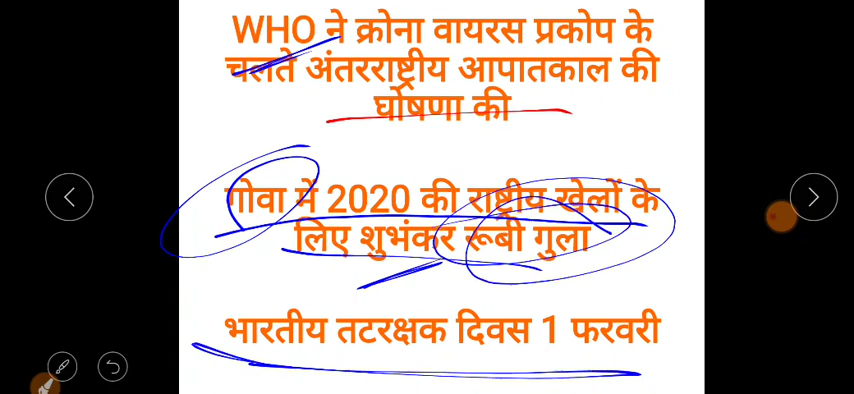 WHO ने क्रोना वायरस प्रकोप के
चलते अंतरराष्ट्रीय आपातकाल की
घोषणा की
गोवा में 2020 की राष्ट्रीय खेलों के
लिए शुभंकर रूबी गुला
भारतीय तटरक्षक दिवस 1 फरवरी